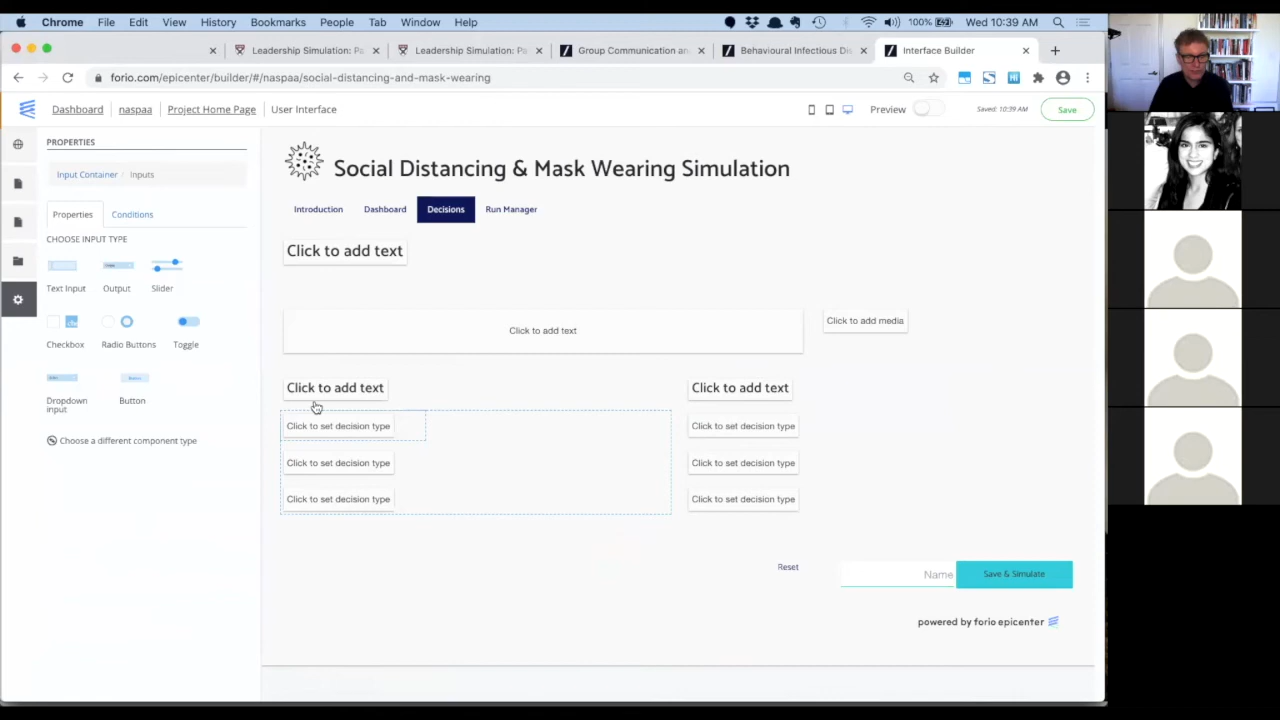 Chrome File Edit View History Bookmarks People Tab Window Help 100% Wed 10:39 AM
Leadership Simulation: Pa
Leadership Simulation: Pa
Group Communication an
Behavioural Infectious Dis
Interface Builder
forio.com/epicenter/builder/#/naspaa/social-distancing-and-mask-wearing
Dashboard naspaa Project Home Page User Interface Preview Saved: 10:39 AM Save
PROPERTIES
Input Container / Inputs
Properties Conditions
CHOOSE INPUT TYPE
Text Input Output Slider
Checkbox Radio Buttons Toggle
Dropdown input Button
Choose a different component type
Social Distancing & Mask Wearing Simulation
Introduction Dashboard Decisions Run Manager
Click to add text
Click to add text Click to add media
Click to add text Click to add text
Click to set decision type Click to set decision type
Click to set decision type Click to set decision type
Click to set decision type Click to set decision type
Reset Name Save & Simulate
powered by forio epicenter